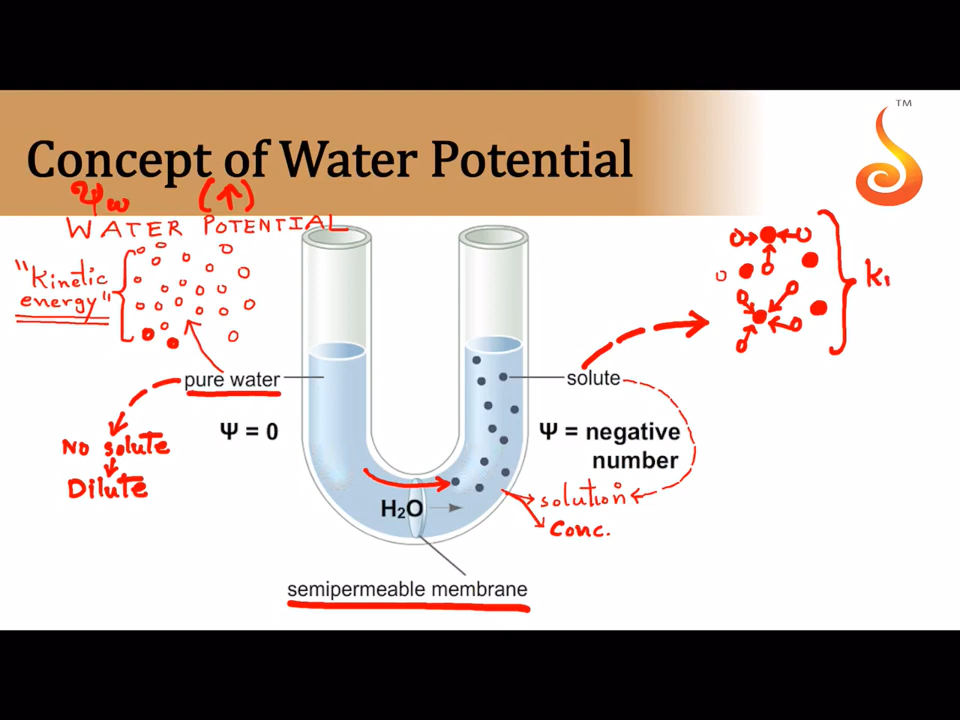 TM
Concept of Water Potential
Ψw (↑)
WATER POTENTIAL
"Kinetic
energy"
pure water
solute
No solute
Dilute
Ψ = 0
Ψ = negative
number
solution
Conc.
H₂O
semipermeable membrane